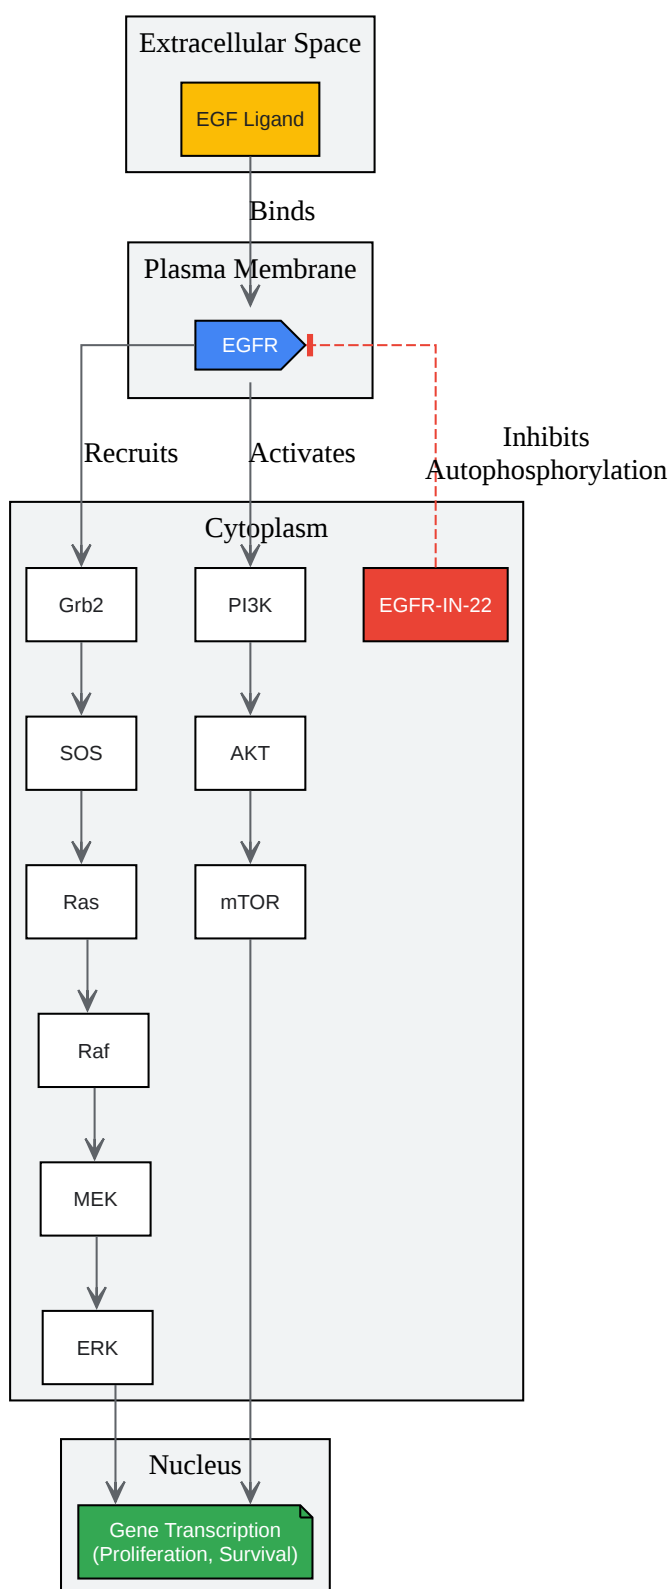 Extracellular Space
EGF Ligand
Binds
Plasma Membrane
EGFR
Recruits
Activates
Inhibits
Autophosphorylation
Cytoplasm
Grb2
PI3K
EGFR-IN-22
SOS
AKT
Ras
mTOR
Raf
MEK
ERK
Nucleus
Gene Transcription
(Proliferation, Survival)